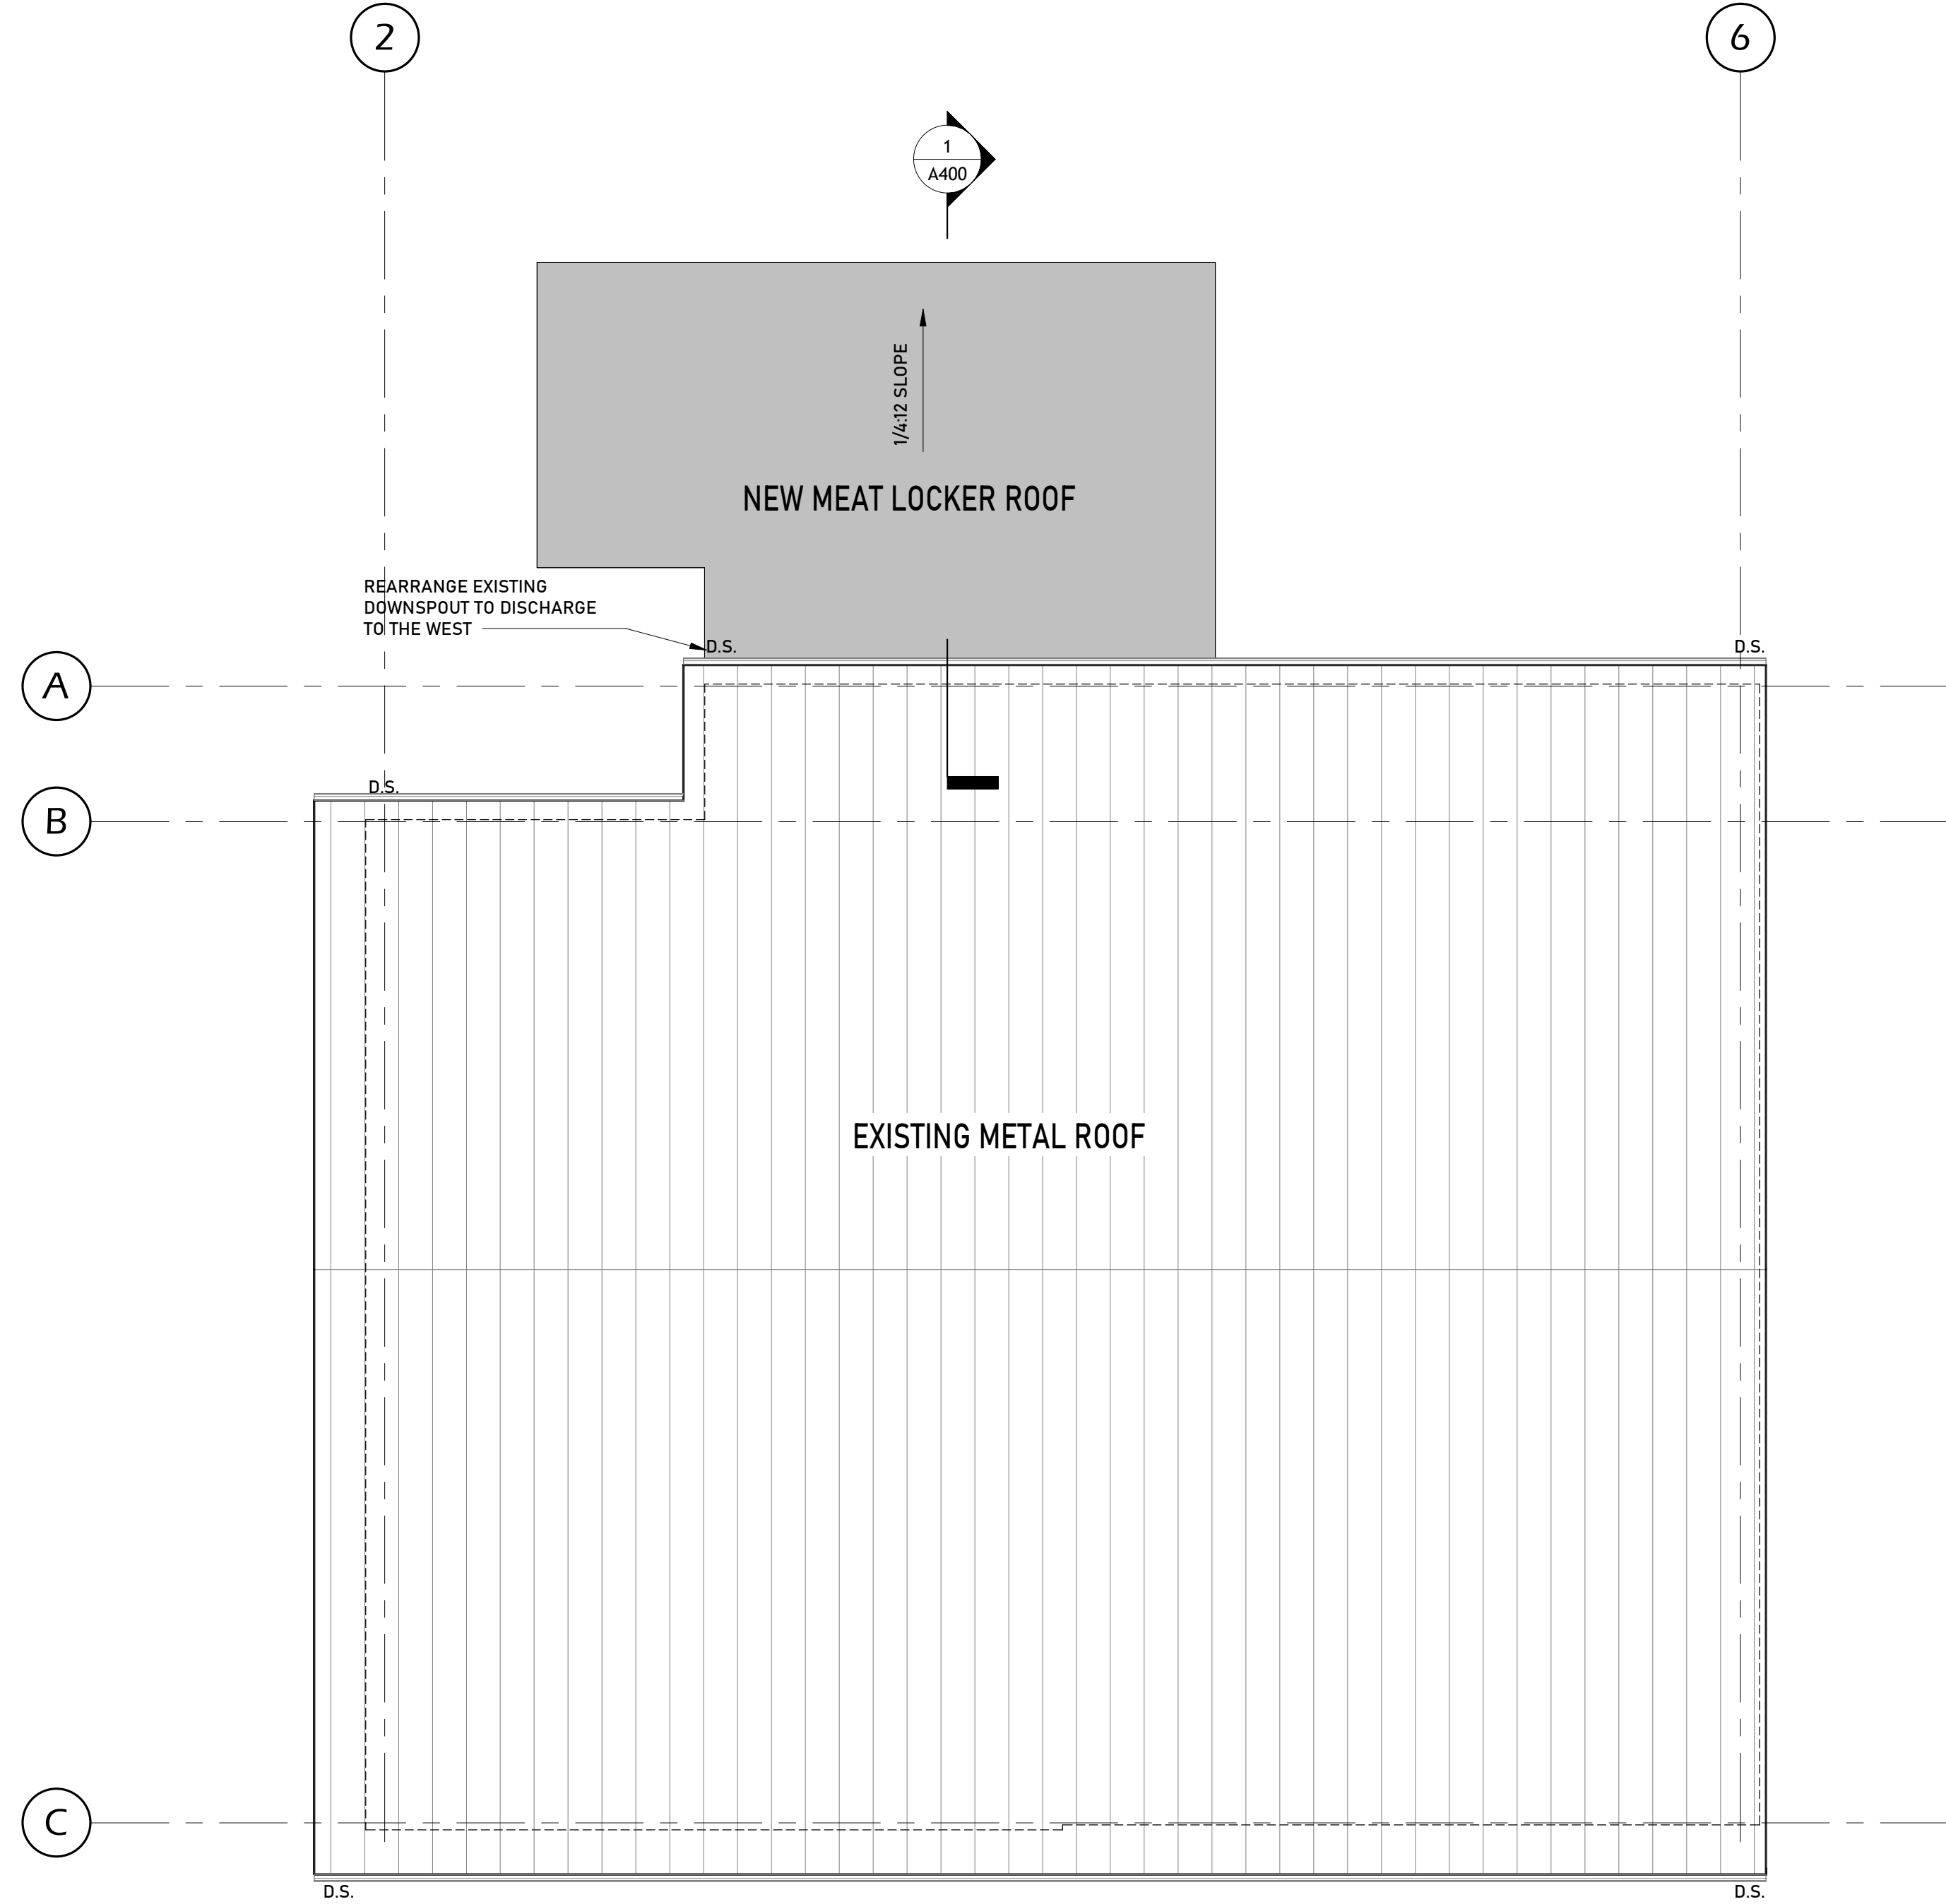 2
6
1
A400
1/4:12 SLOPE
NEW MEAT LOCKER ROOF
REARRANGE EXISTING
DOWNSPOUT TO DISCHARGE
TO THE WEST
D.S.
D.S.
A
D.S.
B
EXISTING METAL ROOF
C
D.S.
D.S.